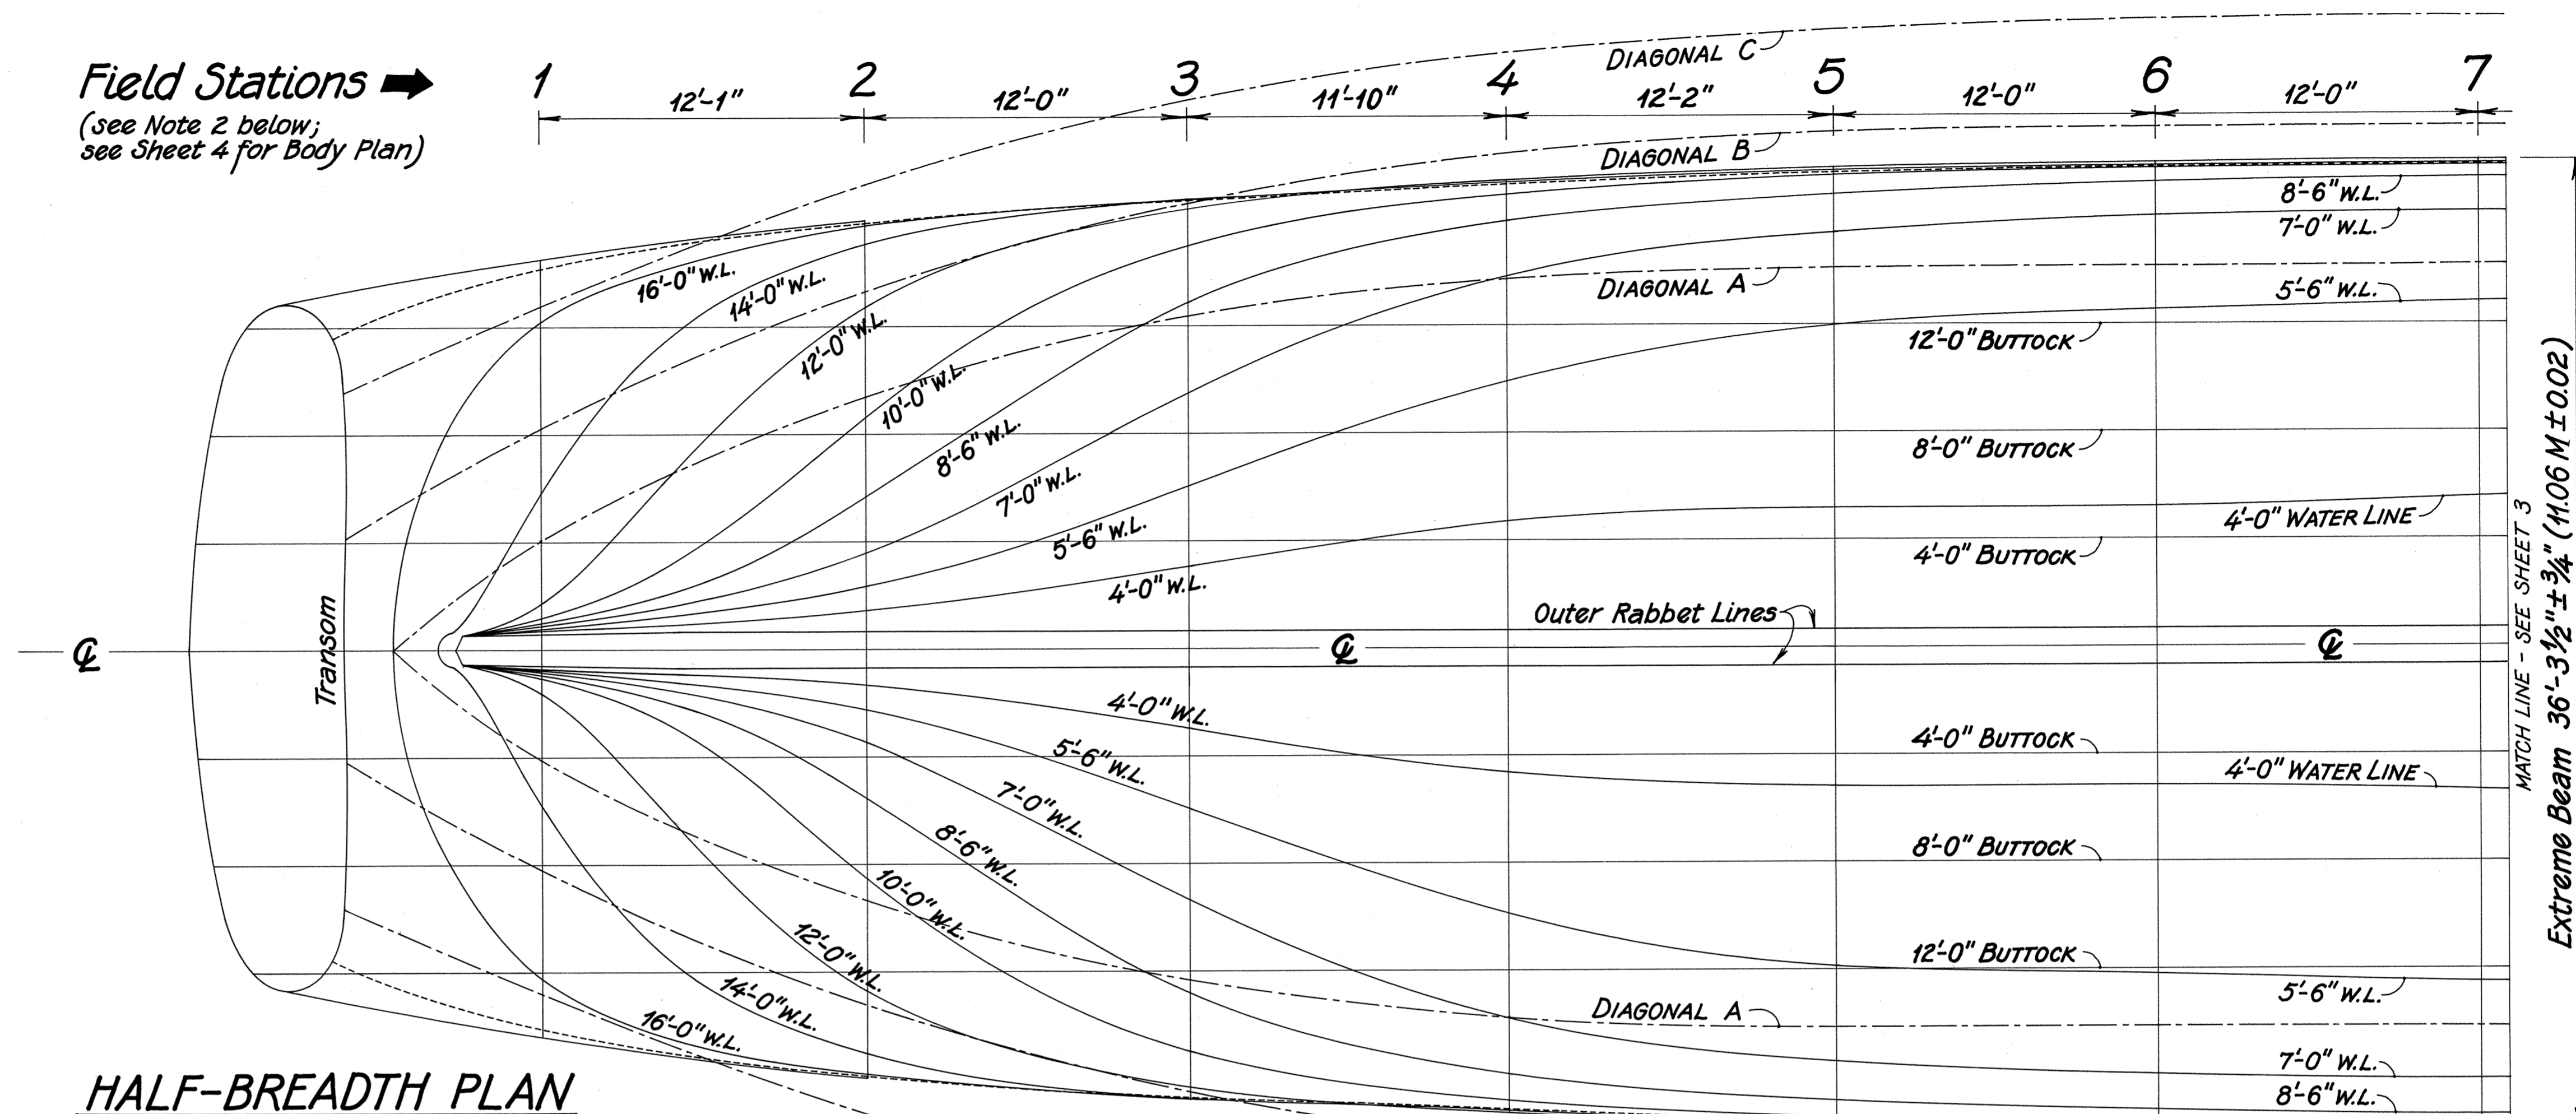 Field Stations
(see Note 2 below;
see Sheet 4 for Body Plan)
1 2 3 4 5 6 7
12'-1" 12'-0" 11'-10" 12'-2" 12'-0" 12'-0"
DIAGONAL C
DIAGONAL B
8'-6" W.L.
7'-0" W.L.
DIAGONAL A
5'-6" W.L.
12'-0" BUTTOCK
8'-0" BUTTOCK
4'-0" WATER LINE
4'-0" BUTTOCK
16'-0" W.L.
14'-0" W.L.
12'-0" W.L.
10'-0" W.L.
8'-6" W.L.
7'-0" W.L.
5'-6" W.L.
4'-0" W.L.
Outer Rabbet Lines
Transom
℄ ℄ ℄
4'-0" W.L.
5'-6" W.L.
7'-0" W.L.
8'-6" W.L.
10'-0" W.L.
12'-0" W.L.
14'-0" W.L.
16'-0" W.L.
4'-0" BUTTOCK
4'-0" WATER LINE
8'-0" BUTTOCK
12'-0" BUTTOCK
5'-6" W.L.
DIAGONAL A
7'-0" W.L.
8'-6" W.L.
MATCH LINE - SEE SHEET 3
Extreme Beam 36'-3½"±¾" (11.06 M±0.02)
HALF-BREADTH PLAN